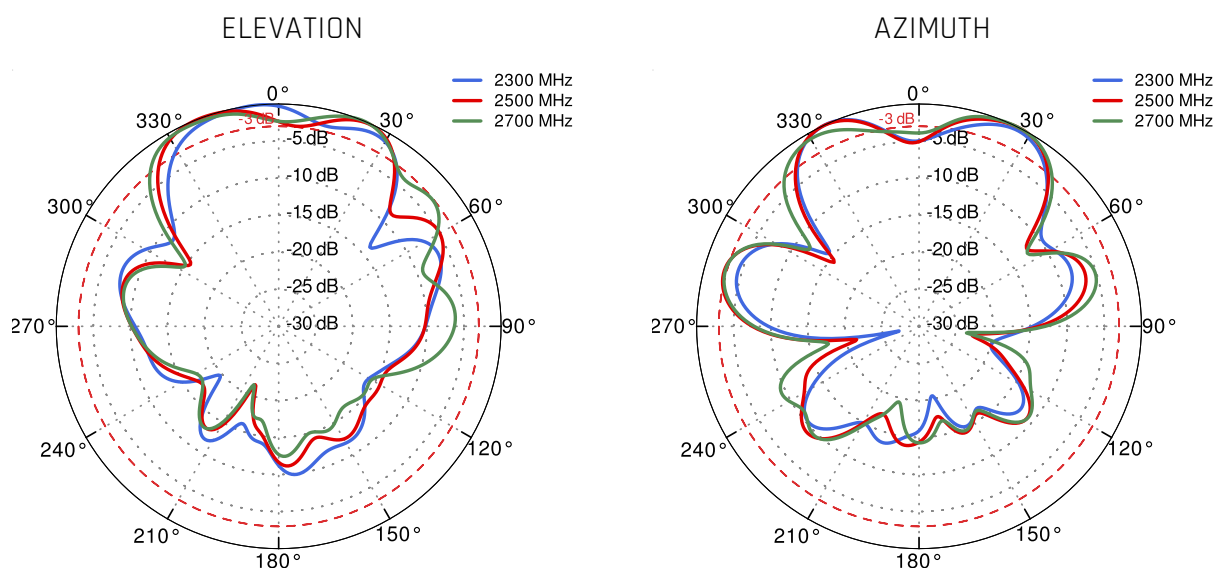 ELEVATION
2300 MHz
2500 MHz
2700 MHz
0°
30°
60°
90°
120°
150°
180°
210°
240°
270°
300°
330°
-3 dB
-5 dB
-10 dB
-15 dB
-20 dB
-25 dB
-30 dB
AZIMUTH
2300 MHz
2500 MHz
2700 MHz
0°
30°
60°
90°
120°
150°
180°
210°
240°
270°
300°
330°
-3 dB
-5 dB
-10 dB
-15 dB
-20 dB
-25 dB
-30 dB